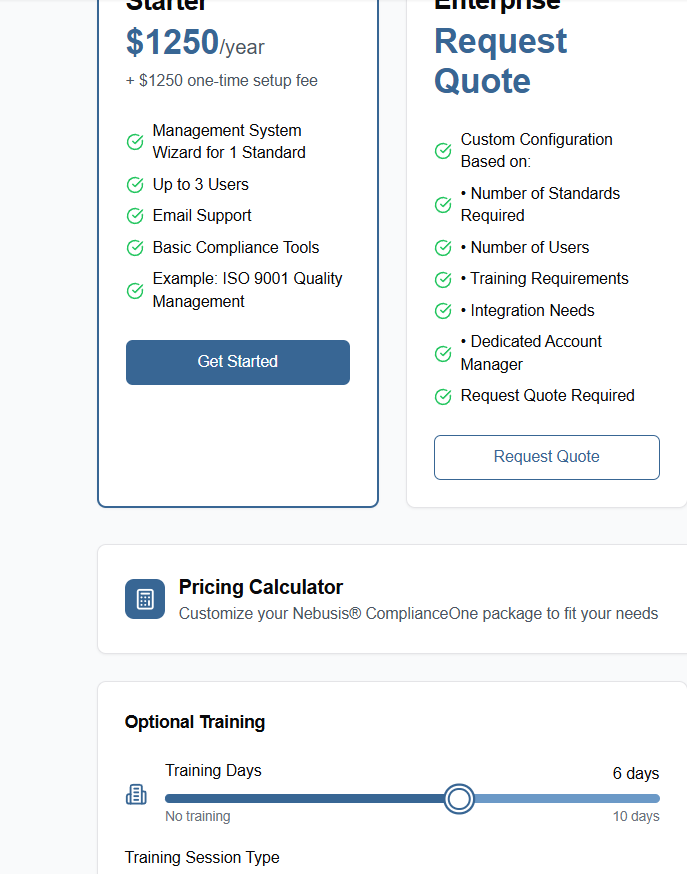 Starter
$1250/year
+ $1250 one-time setup fee
Management System
Wizard for 1 Standard
Up to 3 Users
Email Support
Basic Compliance Tools
Example: ISO 9001 Quality
Management
Get Started
Enterprise
Request
Quote
Custom Configuration
Based on:
• Number of Standards
Required
• Number of Users
• Training Requirements
• Integration Needs
• Dedicated Account
Manager
Request Quote Required
Request Quote
Pricing Calculator
Customize your Nebusis® ComplianceOne package to fit your needs
Optional Training
Training Days
6 days
No training
10 days
Training Session Type